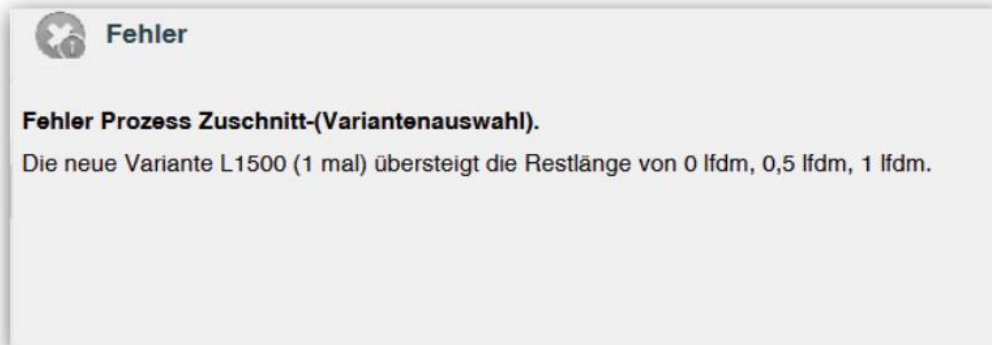 Fehler
Fehler Prozess Zuschnitt-(Variantenauswahl).
Die neue Variante L1500 (1 mal) übersteigt die Restlänge von 0 lfdm, 0,5 lfdm, 1 lfdm.